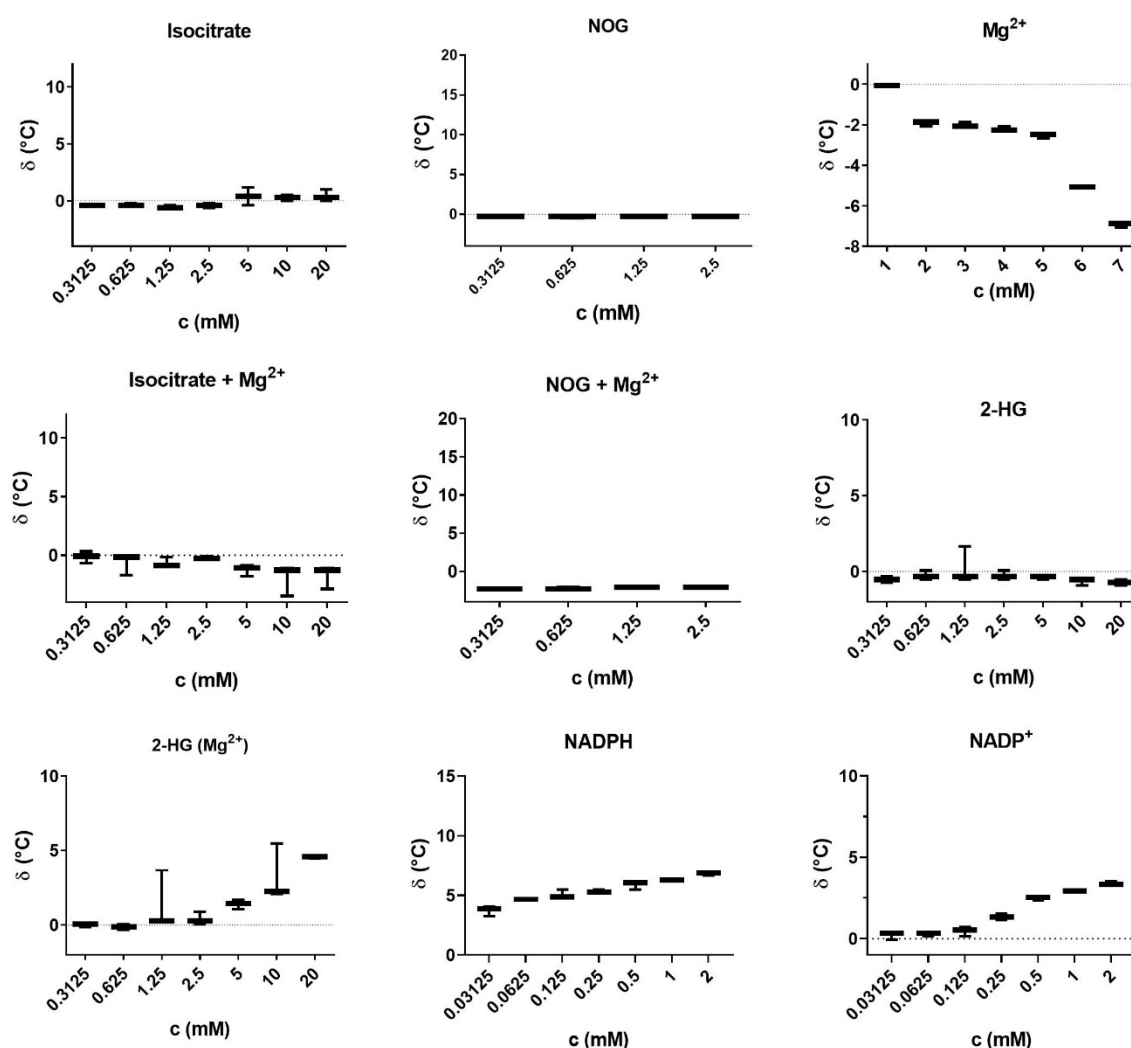 Isocitrate
10
5
0
δ (°C)
0.3125 0.625 1.25 2.5 5 10 20
c (mM)
NOG
20
15
10
5
0
δ (°C)
0.3125 0.625 1.25 2.5
c (mM)
Mg2+
0
-2
-4
-6
-8
δ (°C)
1 2 3 4 5 6 7
c (mM)
Isocitrate + Mg2+
10
5
0
δ (°C)
0.3125 0.625 1.25 2.5 5 10 20
c (mM)
NOG + Mg2+
20
15
10
5
0
δ (°C)
0.3125 0.625 1.25 2.5
c (mM)
2-HG
10
5
0
δ (°C)
0.3125 0.625 1.25 2.5 5 10 20
c (mM)
2-HG (Mg2+)
10
5
0
δ (°C)
0.3125 0.625 1.25 2.5 5 10 20
c (mM)
NADPH
15
10
5
0
δ (°C)
0.03125 0.0625 0.125 0.25 0.5 1 2
c (mM)
NADP+
10
5
0
δ (°C)
0.03125 0.0625 0.125 0.25 0.5 1 2
c (mM)